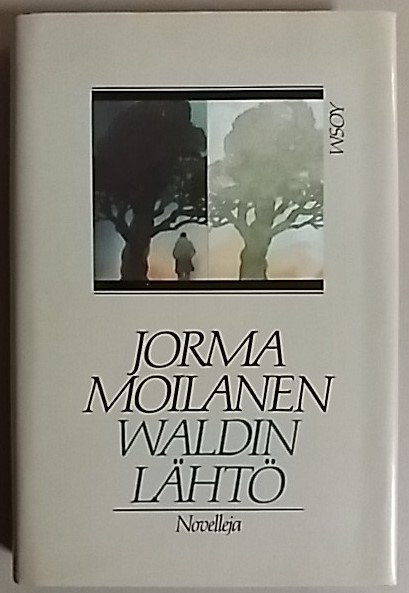 WSOY
JORMA
MOILANEN
WALDIN
LÄHTÖ
Novelleja